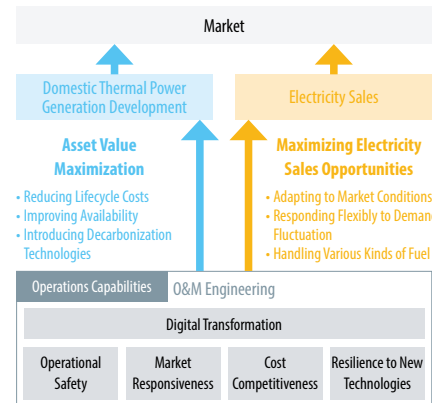 Market
Domestic Thermal Power
Generation Development
Electricity Sales
Asset Value
Maximization
• Reducing Lifecycle Costs
• Improving Availability
• Introducing Decarbonization
Technologies
Maximizing Electricity
Sales Opportunities
• Adapting to Market Conditions
• Responding Flexibly to Deman
Fluctuation
• Handling Various Kinds of Fuel
Operations Capabilities
O&M Engineering
Digital Transformation
Operational
Safety
Market
Responsiveness
Cost
Competitiveness
Resilience to New
Technologies